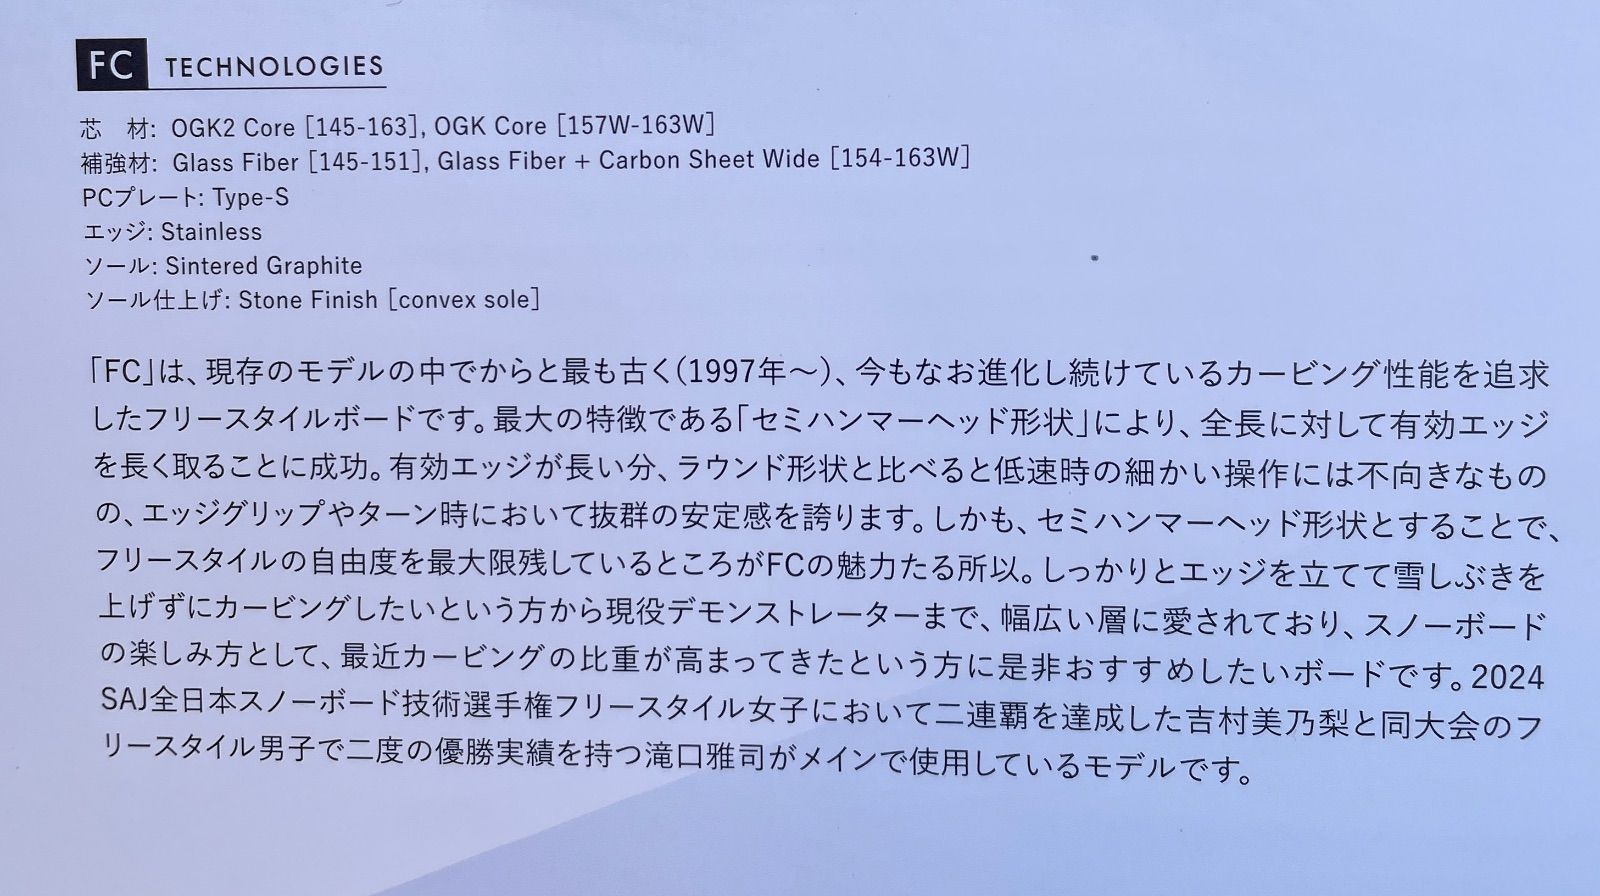 FC TECHNOLOGIES
芯　材: OGK2 Core [145-163], OGK Core [157W-163W]
補強材: Glass Fiber [145-151], Glass Fiber + Carbon Sheet Wide [154-163W]
PCプレート: Type-S
エッジ: Stainless
ソール: Sintered Graphite
ソール仕上げ: Stone Finish [convex sole]
「FC」は、現存のモデルの中でからと最も古く(1997年〜)、今もなお進化し続けているカービング性能を追求
したフリースタイルボードです。最大の特徴である「セミハンマーヘッド形状」により、全長に対して有効エッジ
を長く取ることに成功。有効エッジが長い分、ラウンド形状と比べると低速時の細かい操作には不向きなもの
の、エッジグリップやターン時において抜群の安定感を誇ります。しかも、セミハンマーヘッド形状とすることで、
フリースタイルの自由度を最大限残しているところがFCの魅力たる所以。しっかりとエッジを立てて雪しぶきを
上げずにカービングしたいという方から現役デモンストレーターまで、幅広い層に愛されており、スノーボード
の楽しみ方として、最近カービングの比重が高まってきたという方に是非おすすめしたいボードです。2024
SAJ全日本スノーボード技術選手権フリースタイル女子において二連覇を達成した吉村美乃梨と同大会のフ
リースタイル男子で二度の優勝実績を持つ滝口雅司がメインで使用しているモデルです。